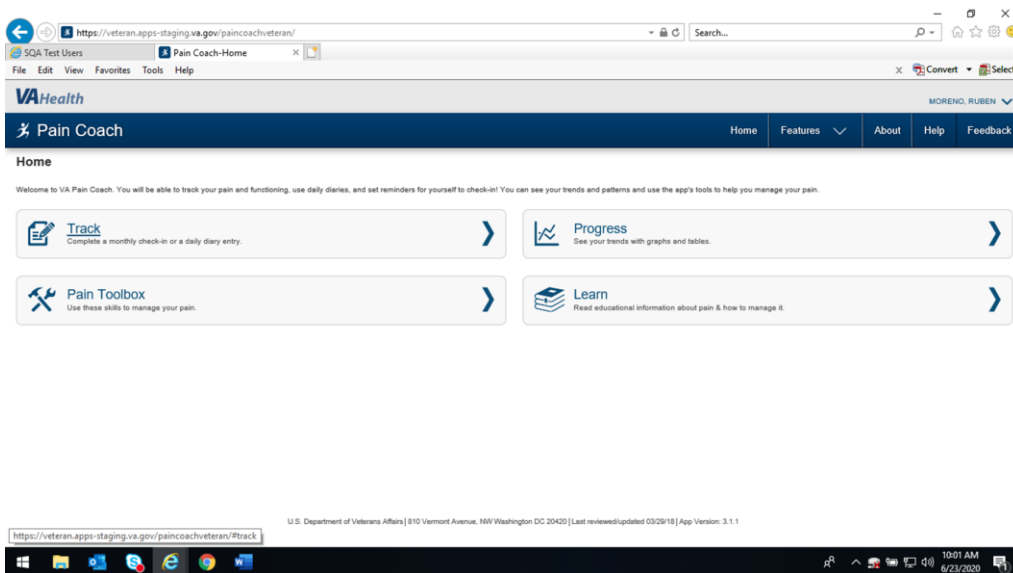 https://veteran.apps-staging.va.gov/paincoachveteran/
Search...
SQA Test Users
Pain Coach-Home
File Edit View Favorites Tools Help
Convert
Select
VAHealth
MORENO, RUBEN
Pain Coach
Home Features About Help Feedback
Home
Welcome to VA Pain Coach. You will be able to track your pain and functioning, use daily diaries, and set reminders for yourself to check-in! You can see your trends and patterns and use the app's tools to help you manage your pain.
Track
Complete a monthly check-in or a daily diary entry.
Progress
See your trends with graphs and tables.
Pain Toolbox
Use these skills to manage your pain.
Learn
Read educational information about pain & how to manage it.
U.S. Department of Veterans Affairs | 810 Vermont Avenue, NW Washington DC 20420 | Last reviewed/updated 03/29/18 | App Version: 3.1.1
https://veteran.apps-staging.va.gov/paincoachveteran/#track
10:01 AM
6/23/2020